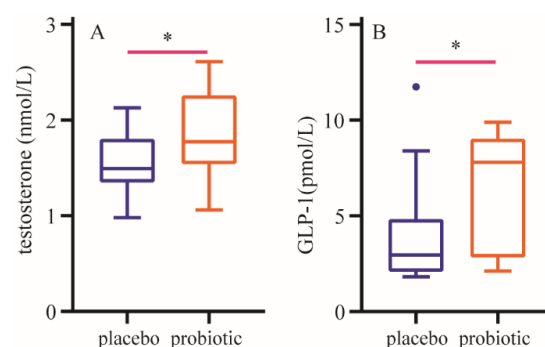 A
*
testosterone (nmol/L)
3
2
1
0
placebo probiotic
B
*
GLP-1(pmol/L)
15
10
5
0
placebo probiotic